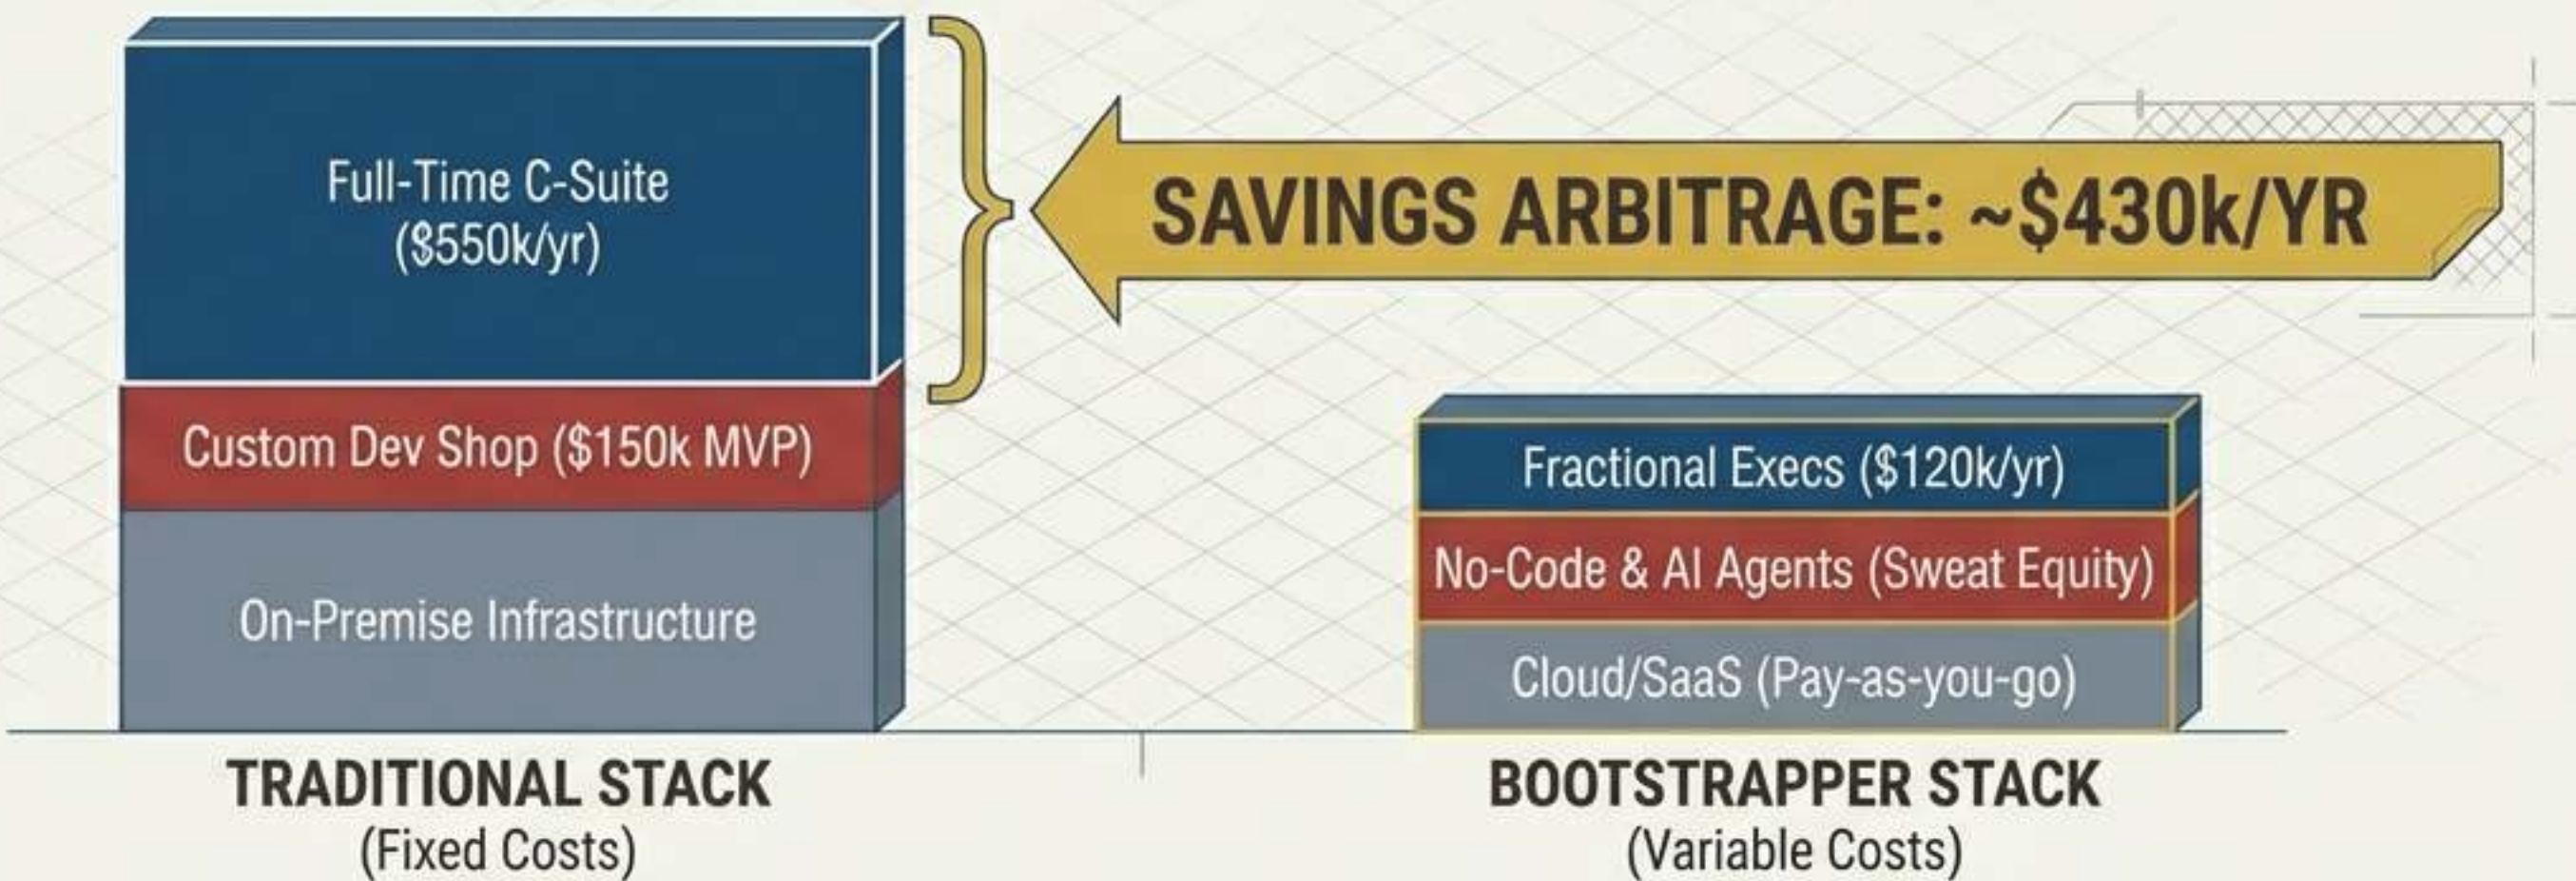 Full-Time C-Suite
($550k/yr)
Custom Dev Shop ($150k MVP)
On-Premise Infrastructure
TRADITIONAL STACK
(Fixed Costs)
SAVINGS ARBITRAGE: ~$430k/YR
Fractional Execs ($120k/yr)
No-Code & AI Agents (Sweat Equity)
Cloud/SaaS (Pay-as-you-go)
BOOTSTRAPPER STACK
(Variable Costs)